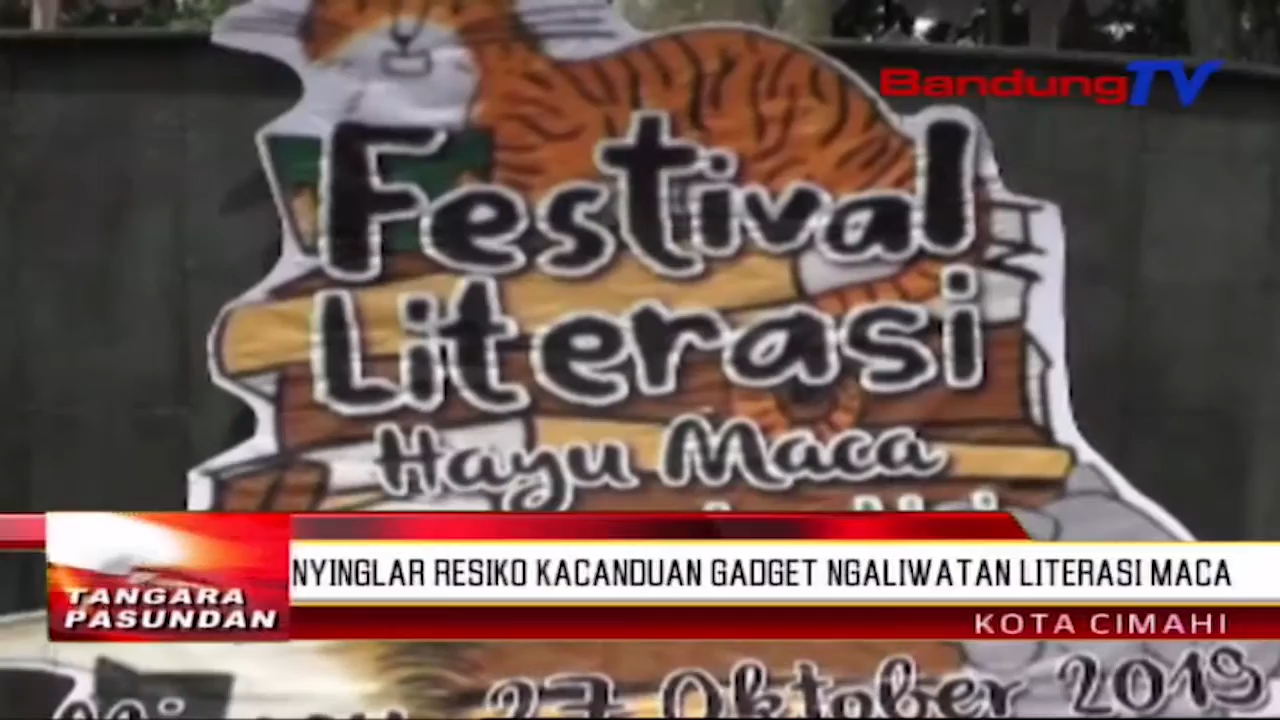 BandungTV
Festival
Literasi
Hayu Maca
NYINGLAR RESIKO KACANDUAN GADGET NGALIWATAN LITERASI MACA
TANGARA
PASUNDAN
KOTA CIMAHI
27 Oktober 2019